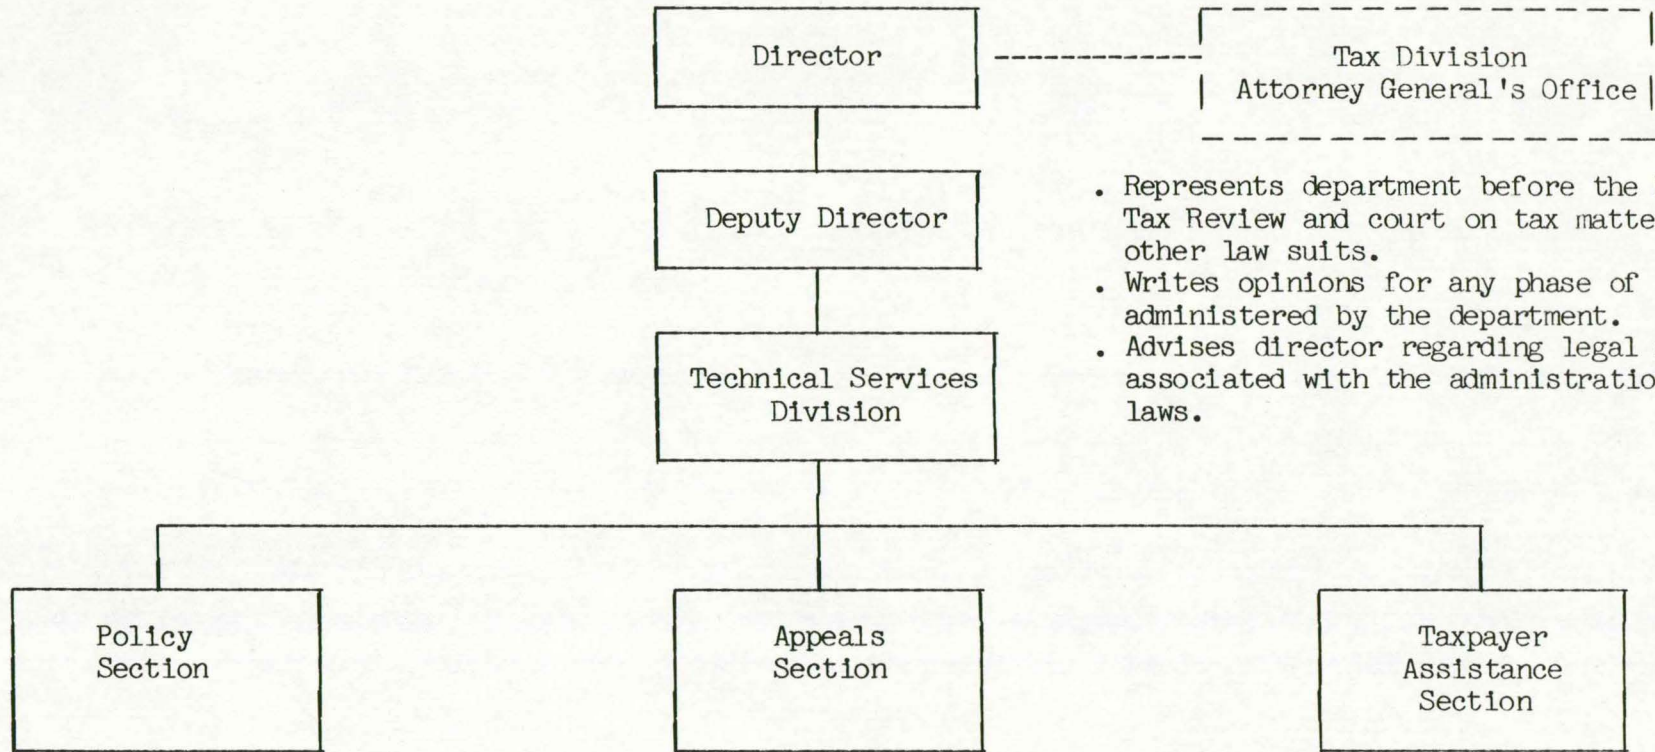 Director
Tax Division
Attorney General's Office
Deputy Director
. Represents department before the
Tax Review and court on tax matte
other law suits.
. Writes opinions for any phase of
administered by the department.
. Advises director regarding legal
associated with the administratio
laws.
Technical Services
Division
Policy
Section
Appeals
Section
Taxpayer
Assistance
Section